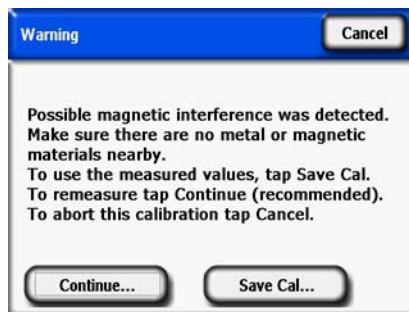 Warning
Cancel
Possible magnetic interference was detected.
Make sure there are no metal or magnetic
materials nearby.
To use the measured values, tap Save Cal.
To remeasure tap Continue (recommended).
To abort this calibration tap Cancel.
Continue...
Save Cal...